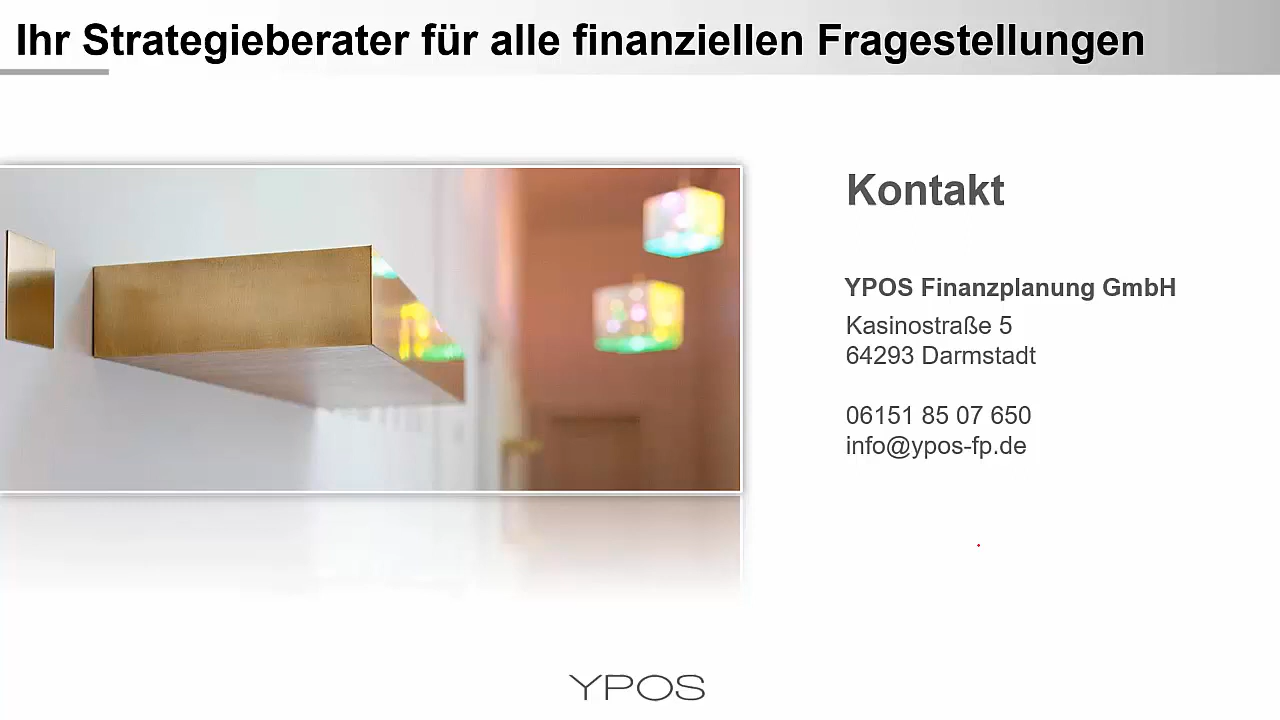 Ihr Strategieberater für alle finanziellen Fragestellungen
Kontakt
YPOS Finanzplanung GmbH
Kasinostraße 5
64293 Darmstadt
06151 85 07 650
info@ypos-fp.de
YPOS